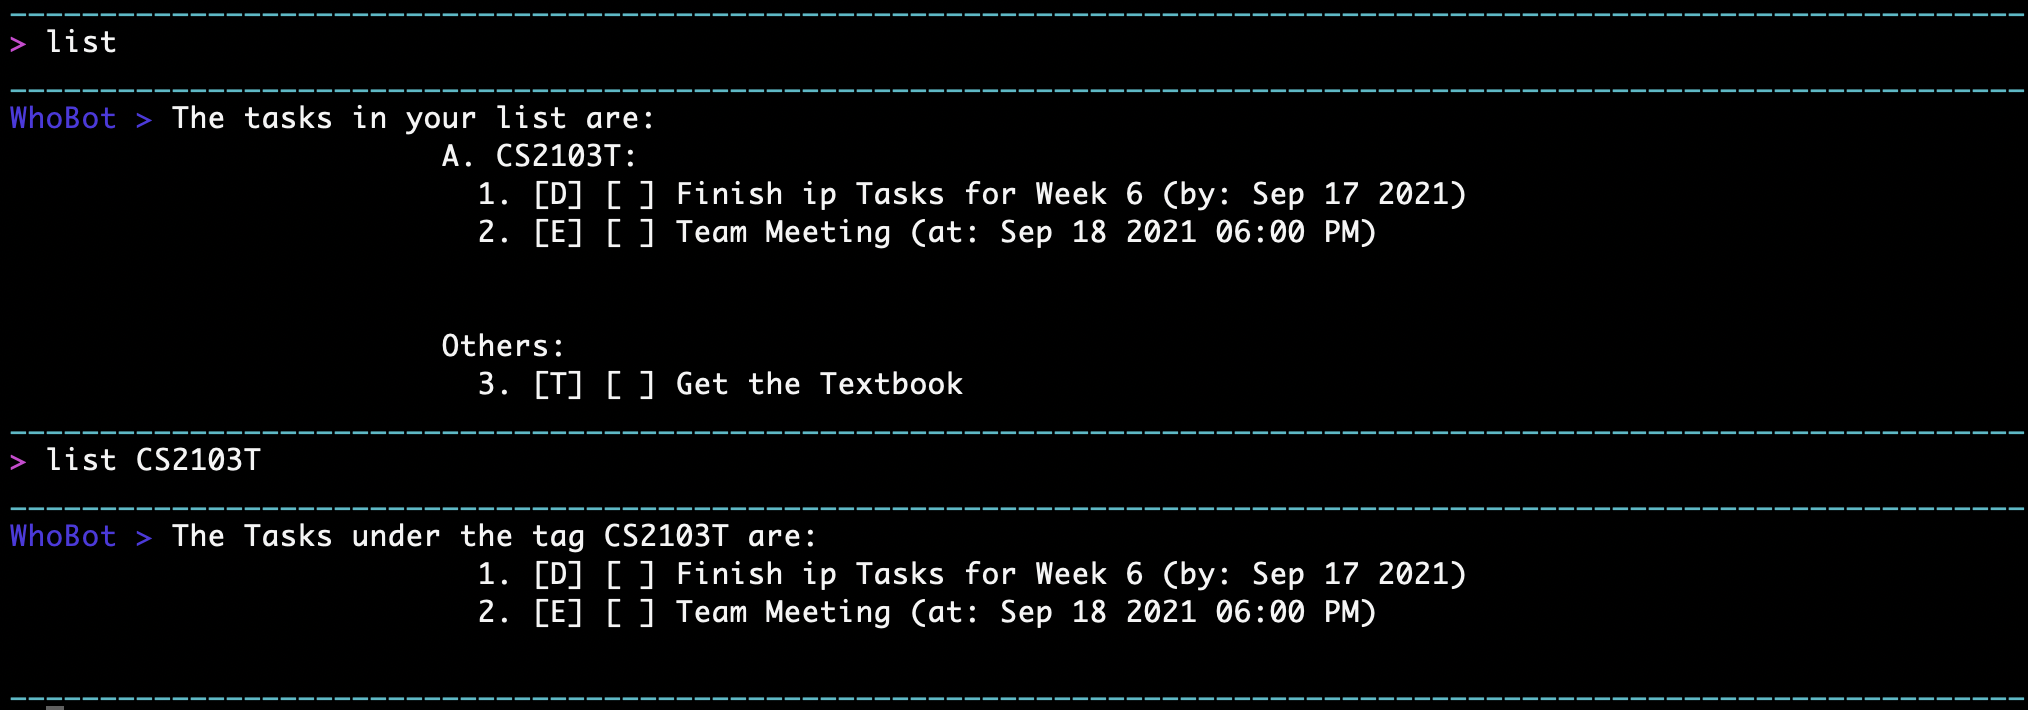 > list
WhoBot > The tasks in your list are:
A. CS2103T:
1. [D] [ ] Finish ip Tasks for Week 6 (by: Sep 17 2021)
2. [E] [ ] Team Meeting (at: Sep 18 2021 06:00 PM)
Others:
3. [T] [ ] Get the Textbook
> list CS2103T
WhoBot > The Tasks under the tag CS2103T are:
1. [D] [ ] Finish ip Tasks for Week 6 (by: Sep 17 2021)
2. [E] [ ] Team Meeting (at: Sep 18 2021 06:00 PM)